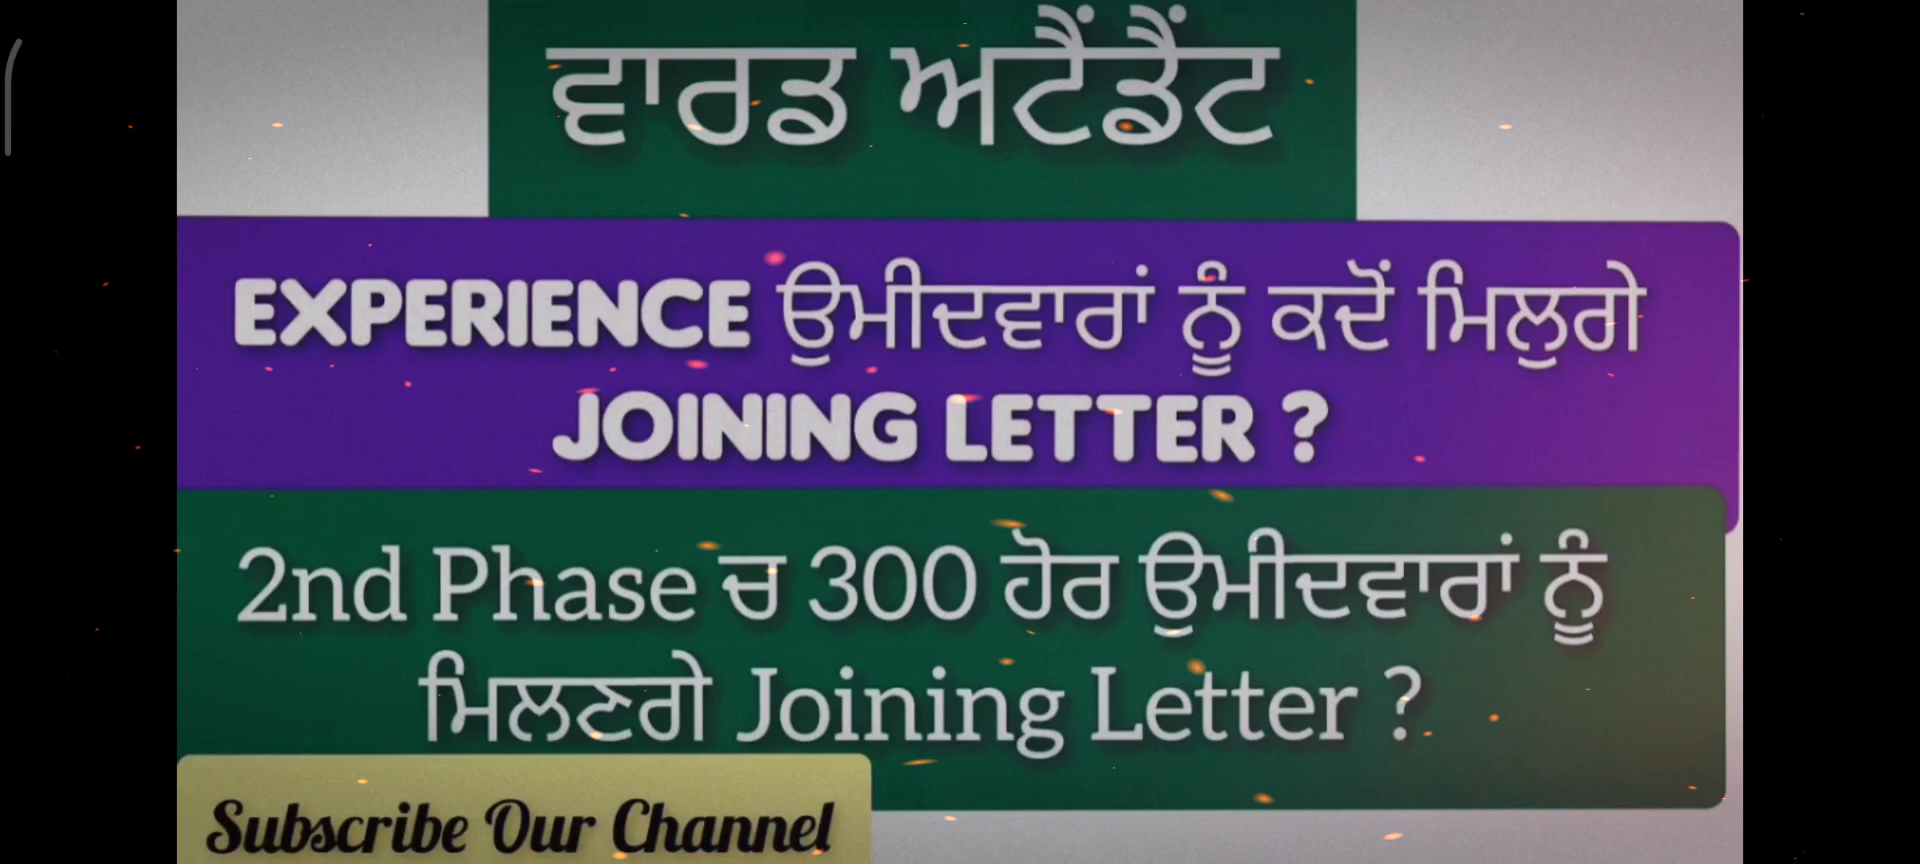 ਵਾਰਡ ਅਟੈਂਡੈਂਟ
EXPERIENCE ਉਮੀਦਵਾਰਾਂ ਨੂੰ ਕਦੋਂ ਮਿਲੁਗੇ
JOINING LETTER ?
2nd Phase ਚ 300 ਹੋਰ ਉਮੀਦਵਾਰਾਂ ਨੂੰ
ਮਿਲਣਗੇ Joining Letter ?
Subscribe Our Channel